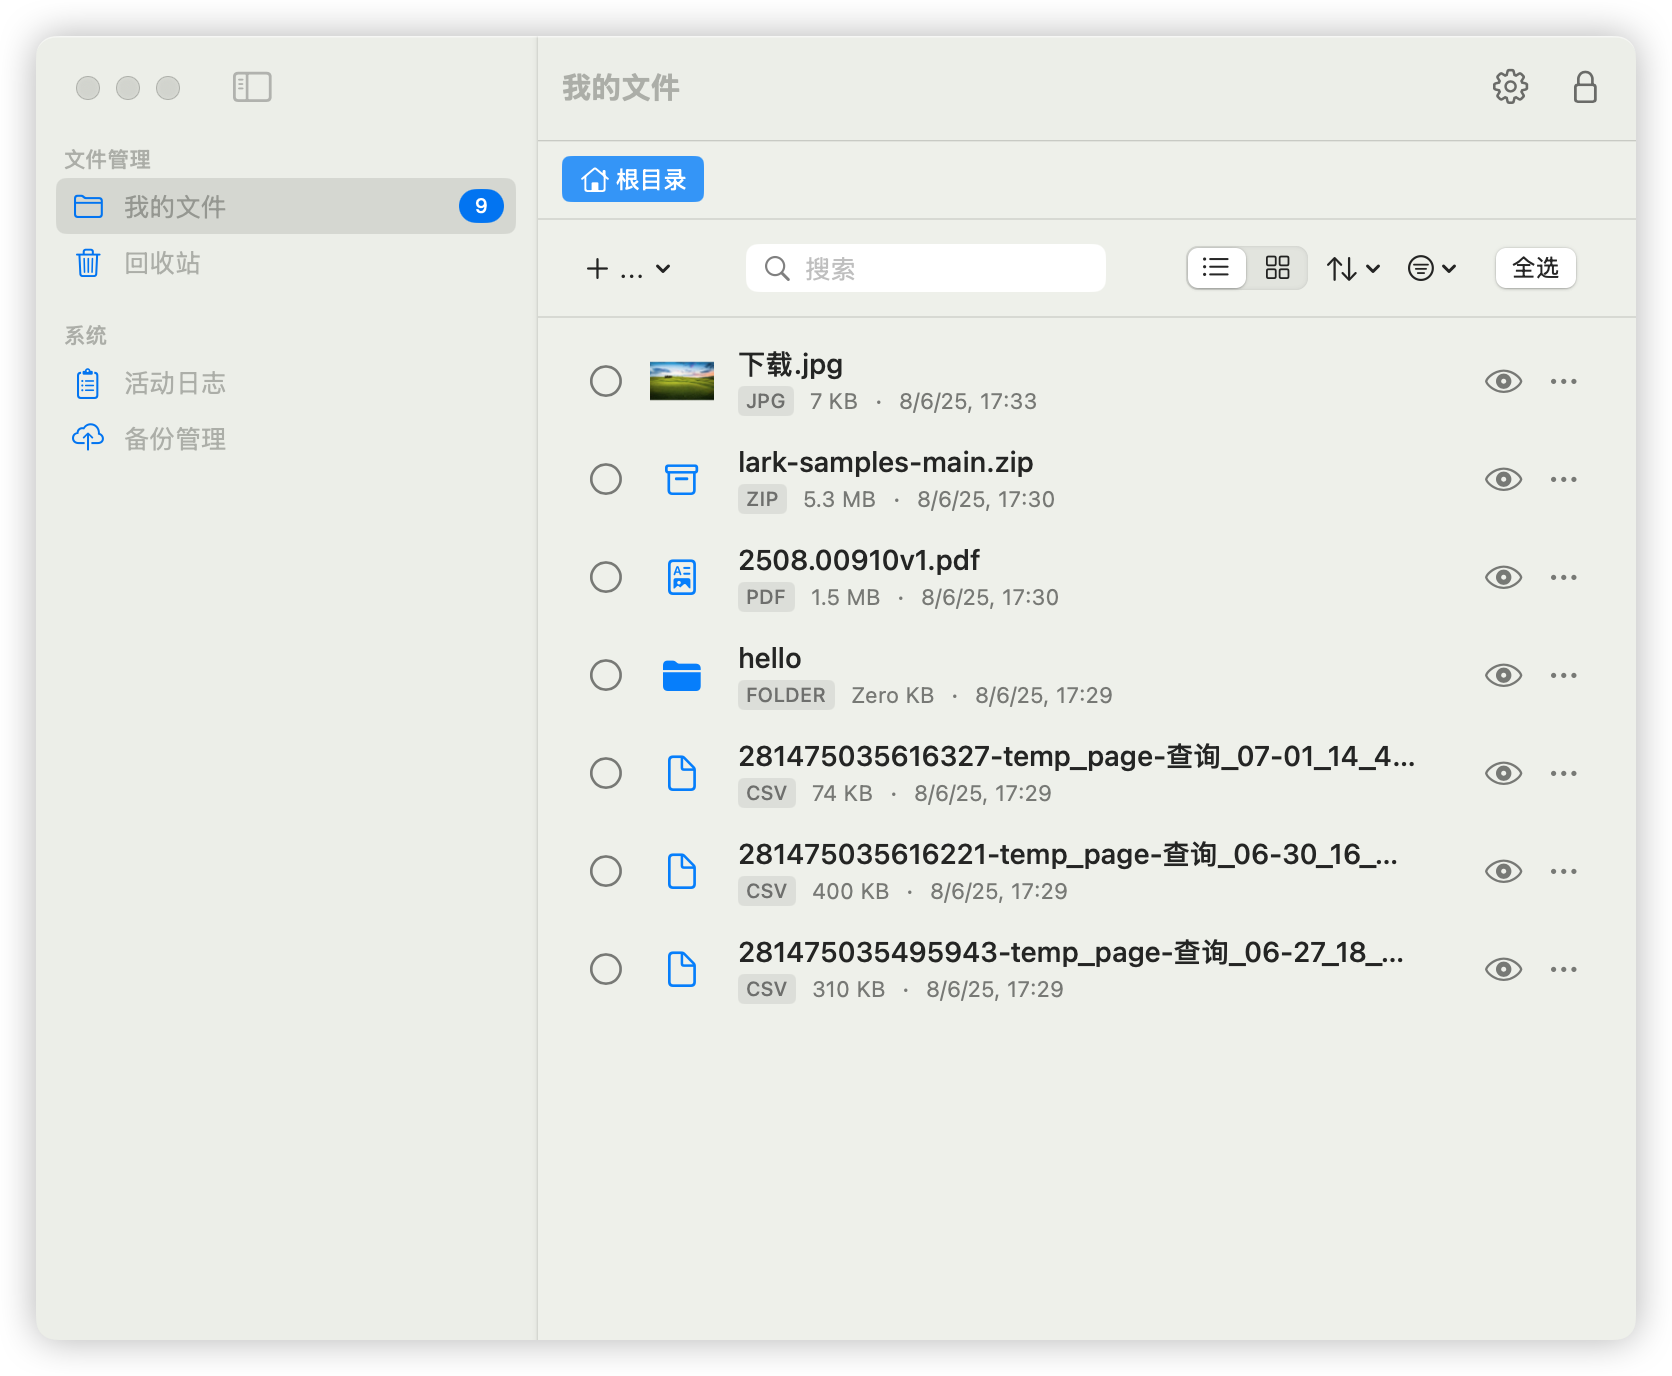 文件管理
我的文件 9
回收站
系统
活动日志
备份管理
我的文件
根目录
+ ...
搜索
全选
下载.jpg
JPG 7 KB · 8/6/25, 17:33
lark-samples-main.zip
ZIP 5.3 MB · 8/6/25, 17:30
2508.00910v1.pdf
PDF 1.5 MB · 8/6/25, 17:30
hello
FOLDER Zero KB · 8/6/25, 17:29
281475035616327-temp_page-查询_07-01_14_4...
CSV 74 KB · 8/6/25, 17:29
281475035616221-temp_page-查询_06-30_16_...
CSV 400 KB · 8/6/25, 17:29
281475035495943-temp_page-查询_06-27_18_...
CSV 310 KB · 8/6/25, 17:29